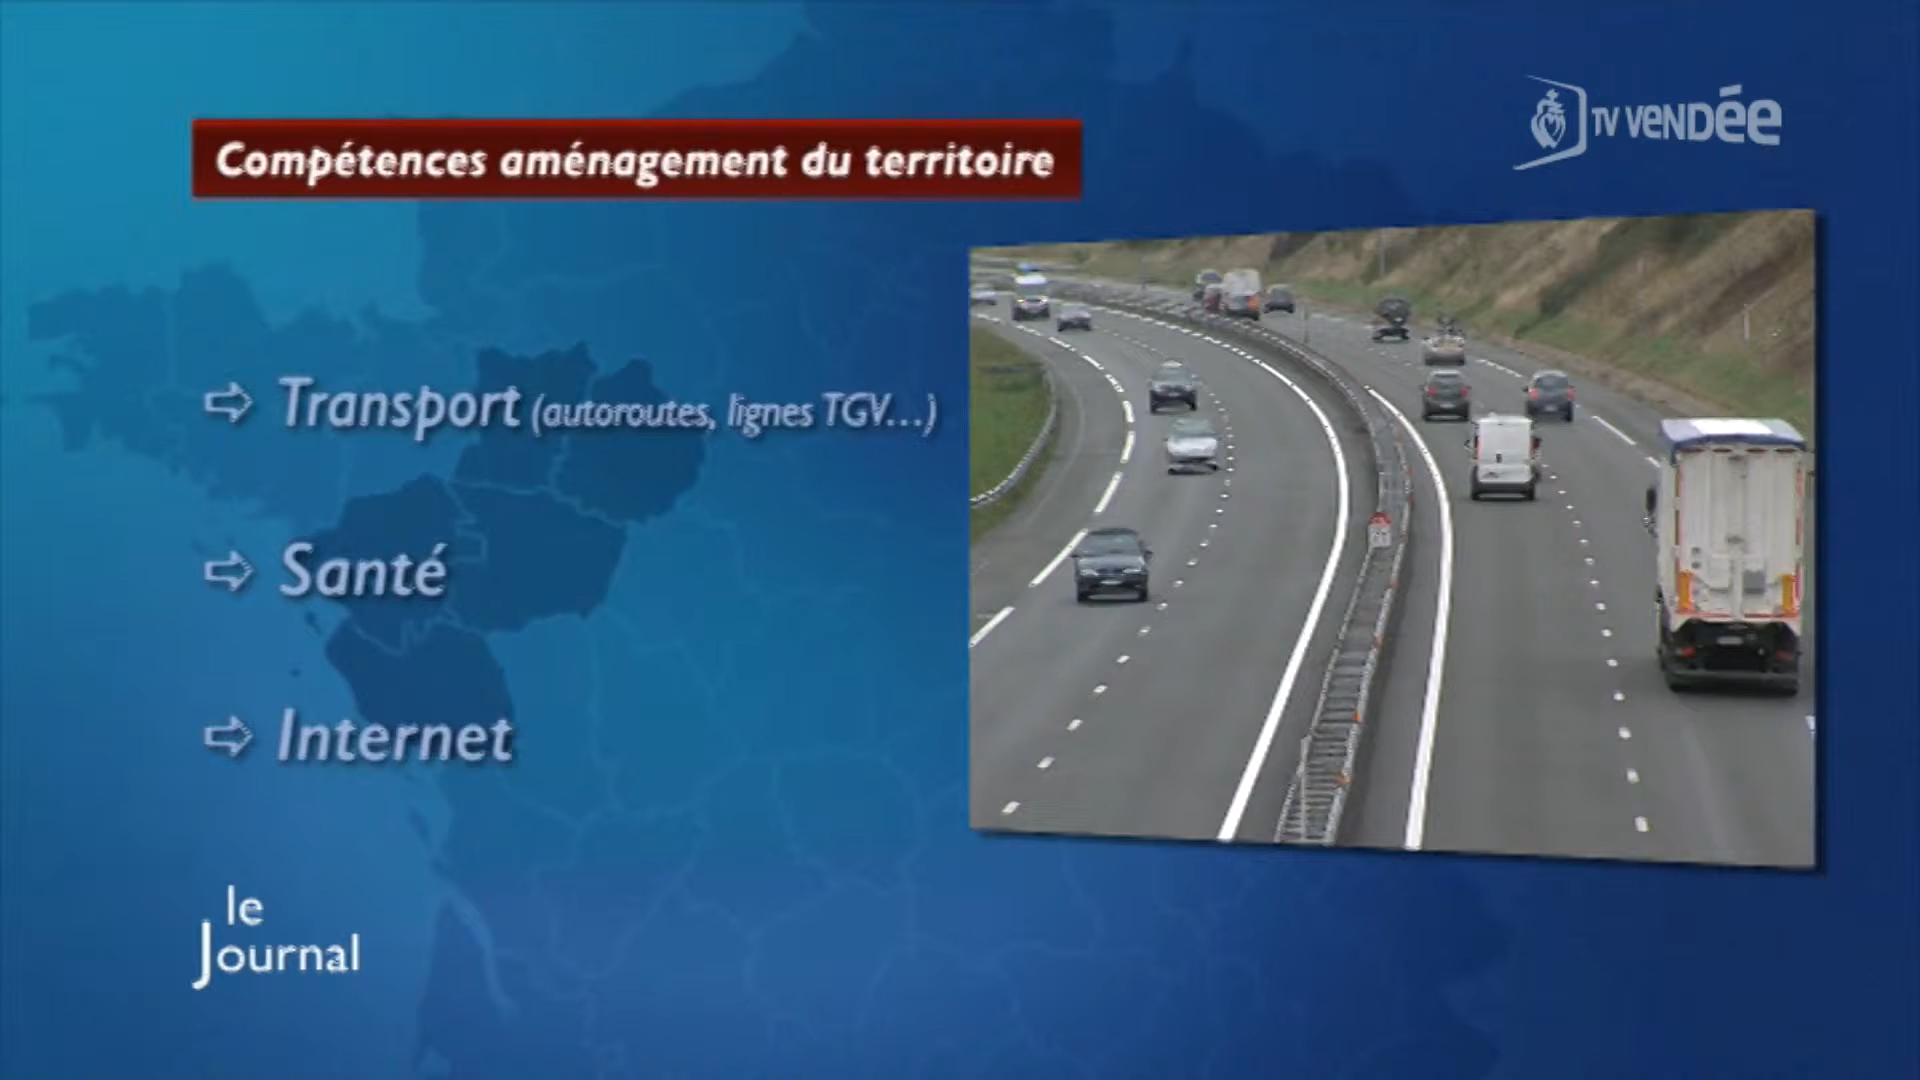 Compétences aménagement du territoire
TV VENDÉE
⇨ Transport (autoroutes, lignes TGV...)
⇨ Santé
⇨ Internet
le
Journal